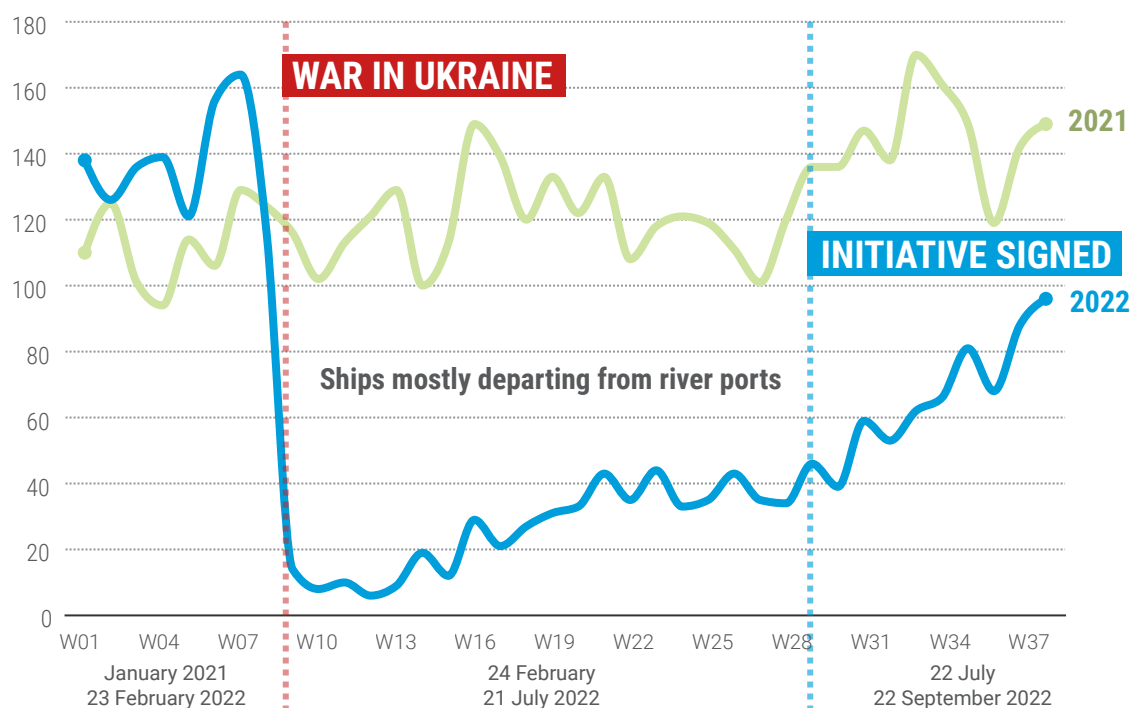 180
160
140
120
100
80
60
40
20
0
WAR IN UKRAINE
2021
INITIATIVE SIGNED
2022
Ships mostly departing from river ports
W01 W04 W07 W10 W13 W16 W19 W22 W25 W28 W31 W34 W37
January 2021
23 February 2022
24 February
21 July 2022
22 July
22 September 2022